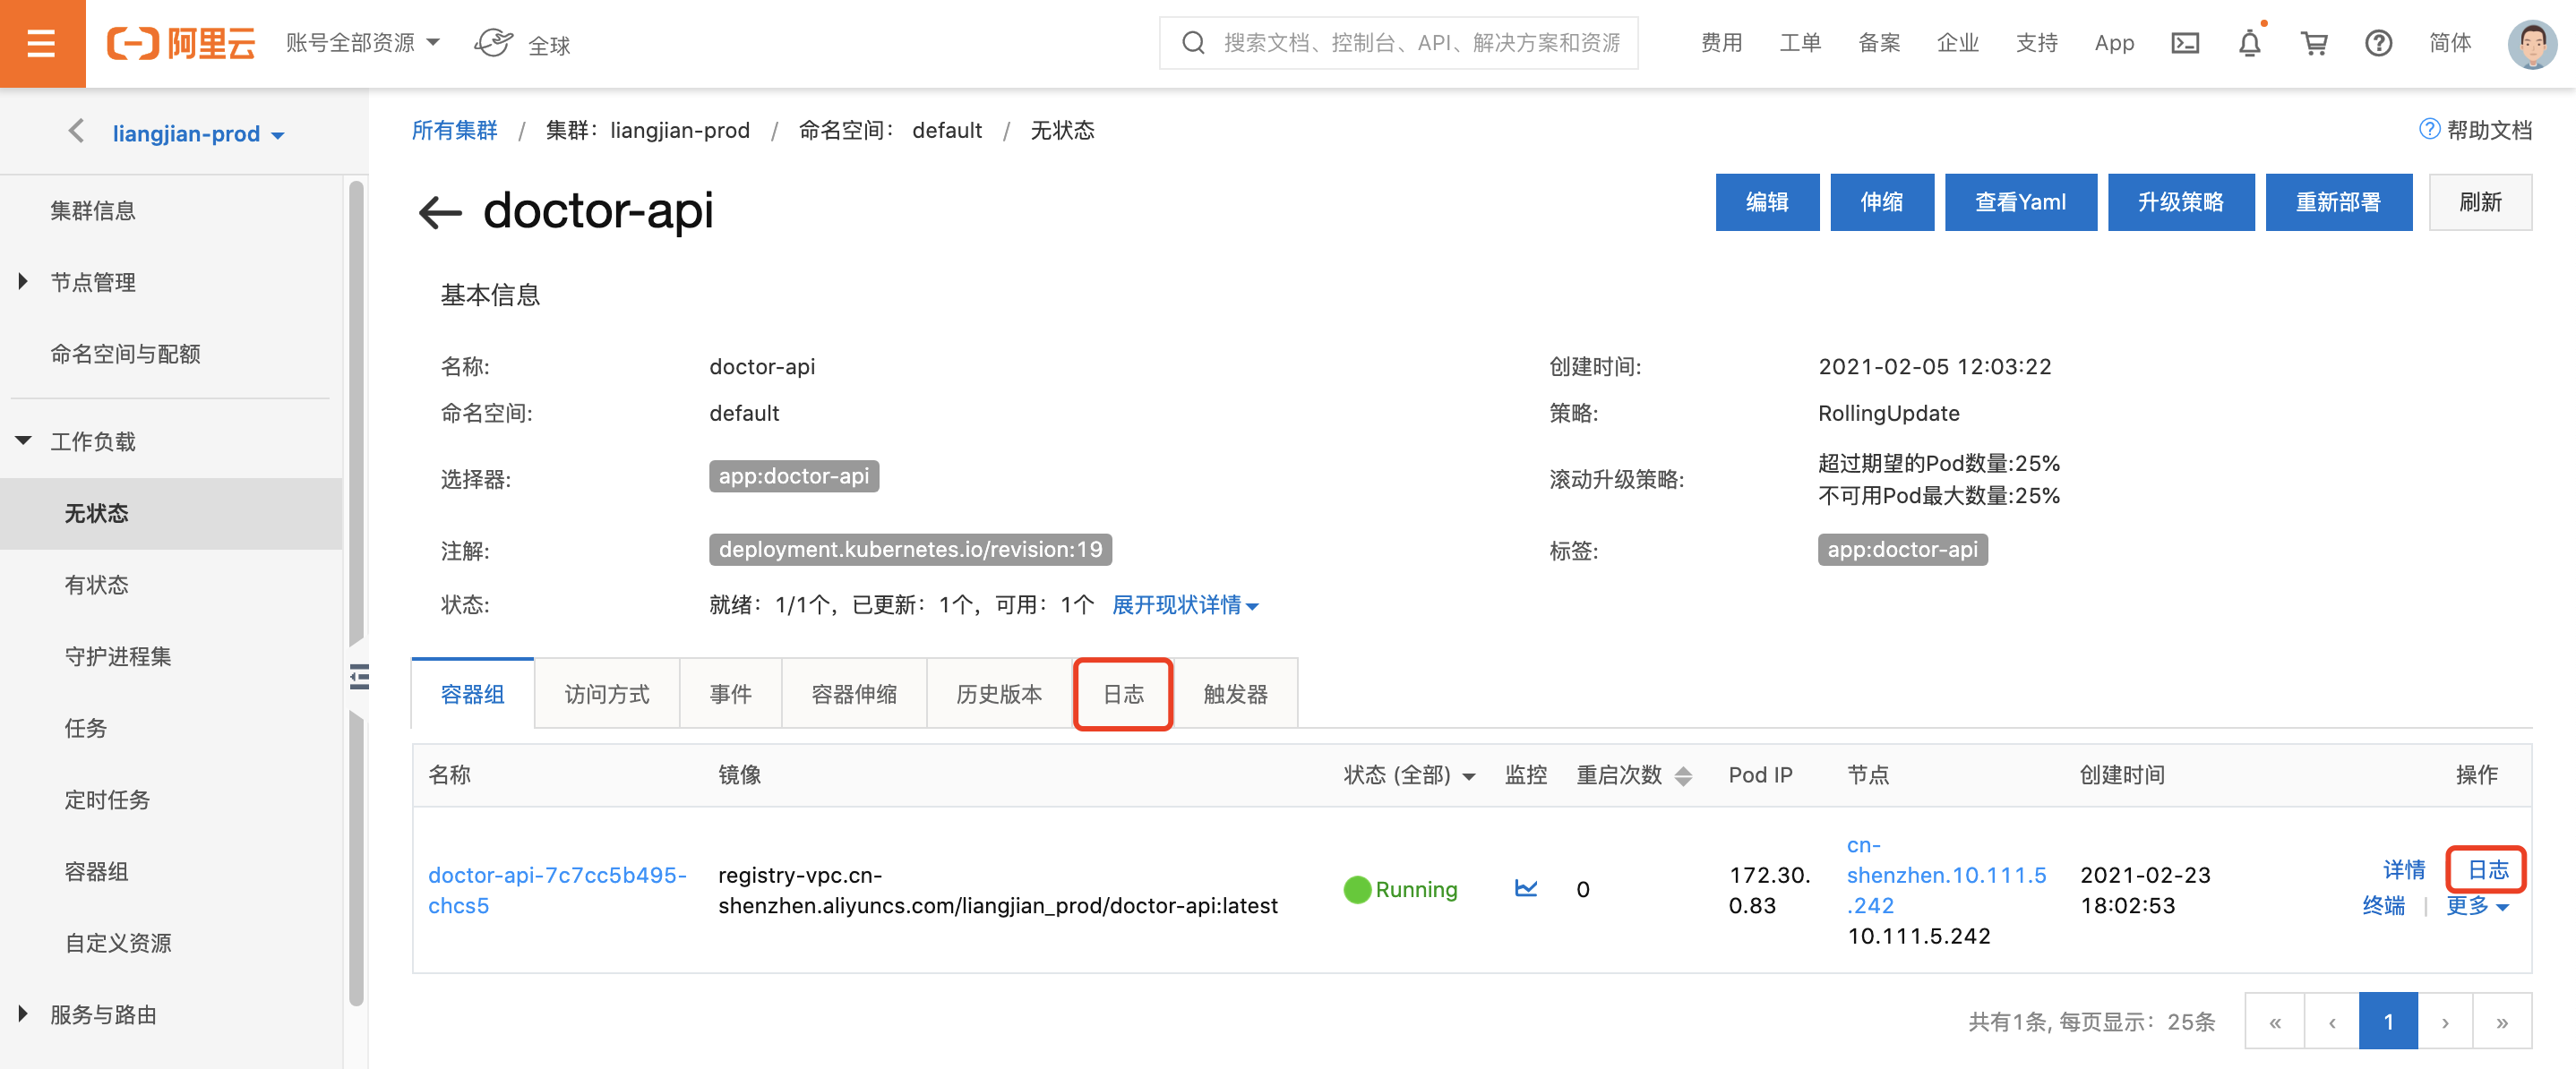 阿里云
账号全部资源
全球
搜索文档、控制台、API、解决方案和资源
费用
工单
备案
企业
支持
App
简体
liangjian-prod
集群信息
节点管理
命名空间与配额
工作负载
无状态
有状态
守护进程集
任务
定时任务
容器组
自定义资源
服务与路由
所有集群 / 集群：liangjian-prod / 命名空间： default / 无状态
帮助文档
doctor-api
编辑
伸缩
查看Yaml
升级策略
重新部署
刷新
基本信息
名称: doctor-api
创建时间: 2021-02-05 12:03:22
命名空间: default
策略: RollingUpdate
选择器: app:doctor-api
滚动升级策略: 超过期望的Pod数量:25%
不可用Pod最大数量:25%
注解: deployment.kubernetes.io/revision:19
标签: app:doctor-api
状态: 就绪：1/1个，已更新：1个，可用：1个 展开现状详情
容器组
访问方式
事件
容器伸缩
历史版本
日志
触发器
名称
镜像
状态 (全部)
监控
重启次数
Pod IP
节点
创建时间
操作
doctor-api-7c7cc5b495-
chcs5
registry-vpc.cn-
shenzhen.aliyuncs.com/liangjian_prod/doctor-api:latest
Running
0
172.30.
0.83
cn-
shenzhen.10.111.5
.242
10.111.5.242
2021-02-23
18:02:53
详情
日志
终端 | 更多
共有1条, 每页显示：25条
« ‹ 1 › »